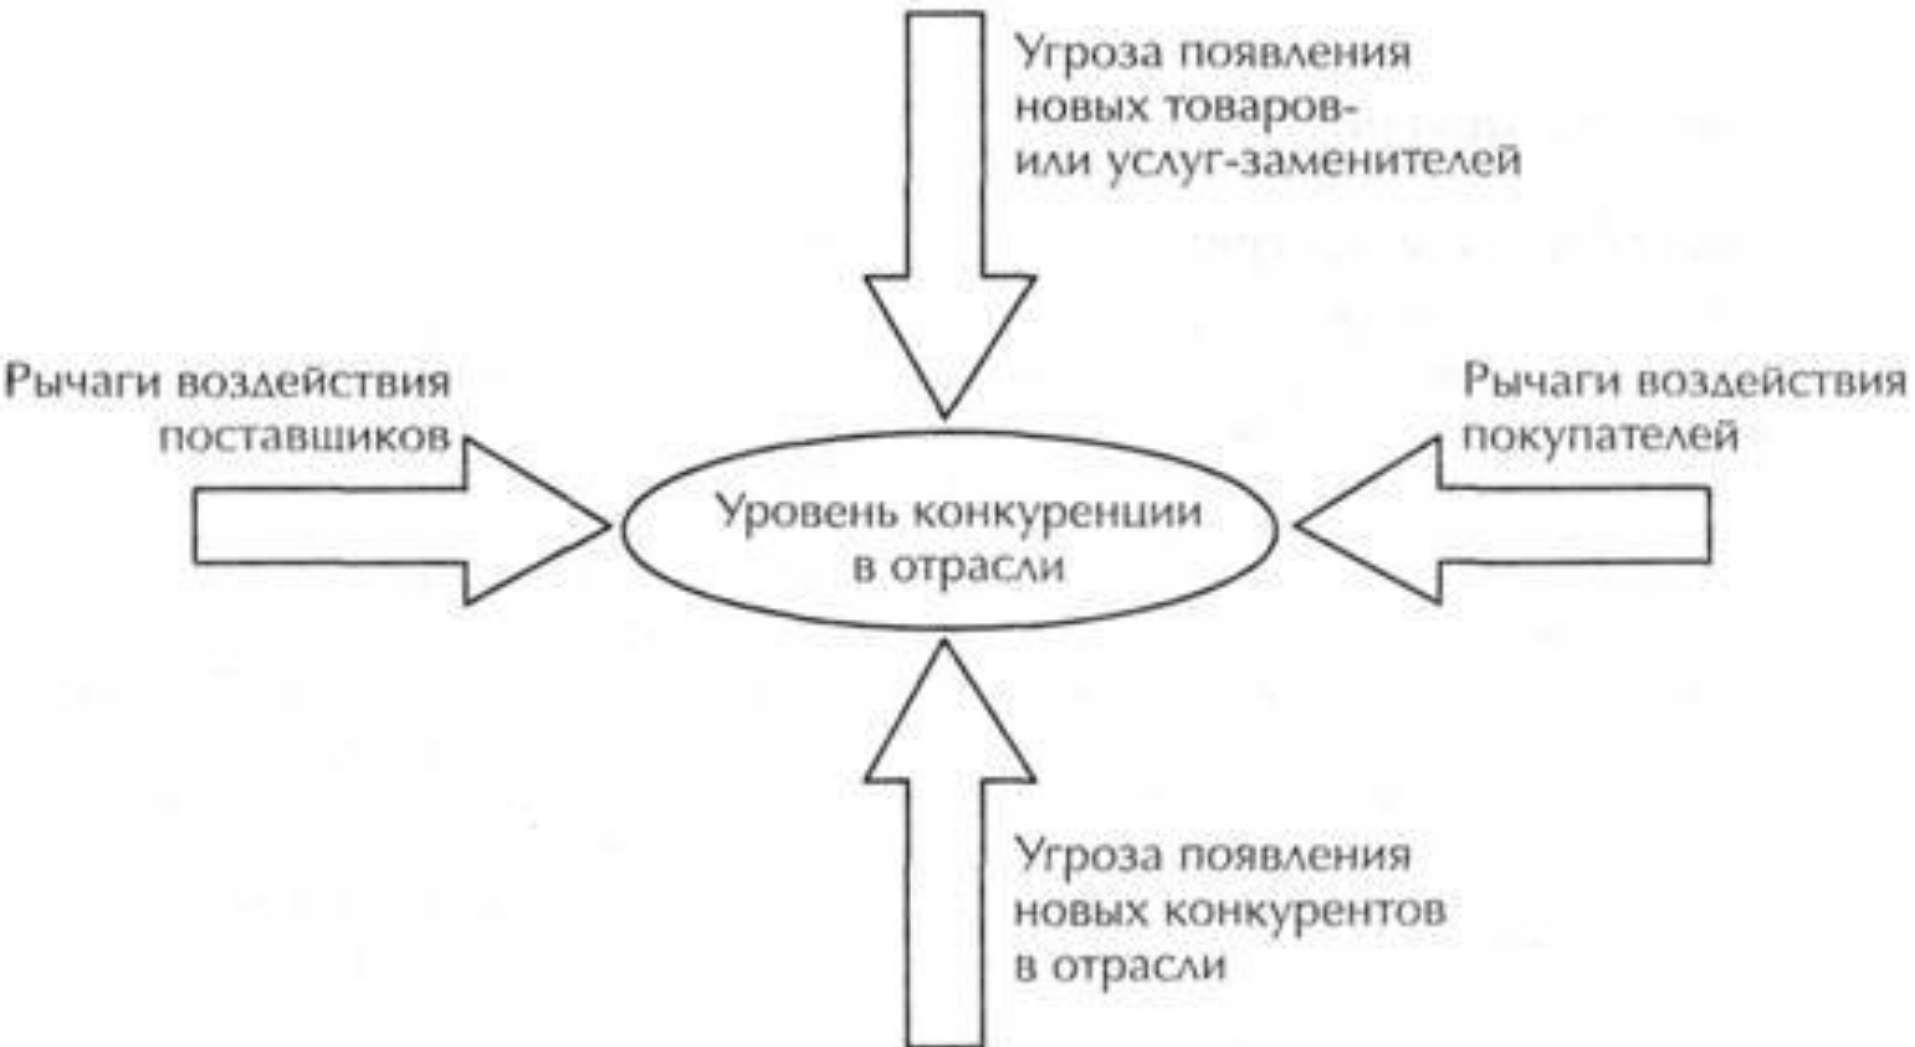 Угроза появления
новых товаров-
или услуг-заменителей
Рычаги воздействия
поставщиков
Рычаги воздействия
покупателей
Уровень конкуренции
в отрасли
Угроза появления
новых конкурентов
в отрасли